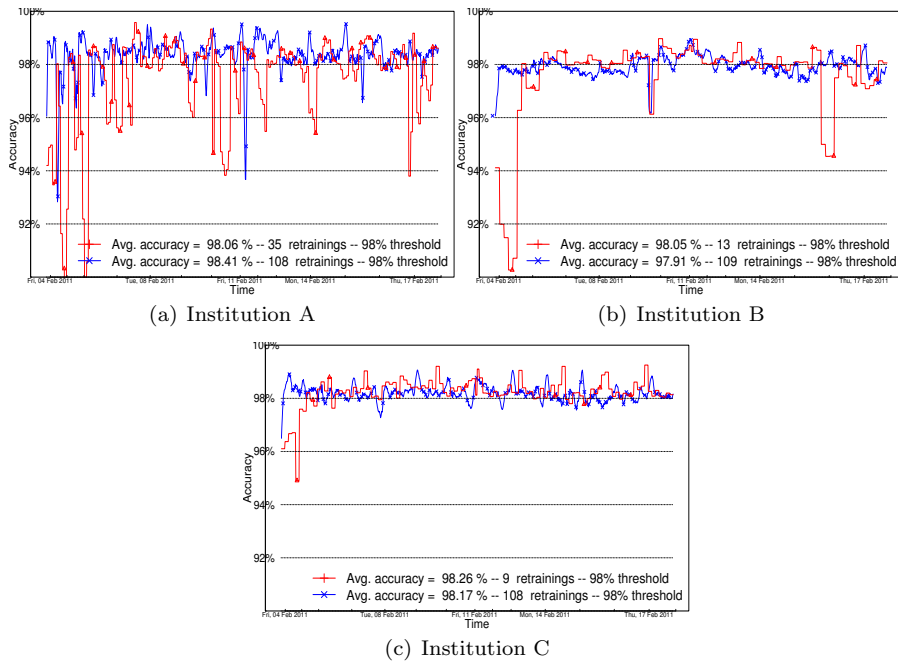 100%
98%
96%
94%
92%
Accuracy
Avg. accuracy = 98.06 % -- 35 retrainings -- 98% threshold
Avg. accuracy = 98.41 % -- 108 retrainings -- 98% threshold
Fri, 04 Feb 2011 Tue, 08 Feb 2011 Fri, 11 Feb 2011 Mon, 14 Feb 2011 Thu, 17 Feb 2011
Time
(a) Institution A
100%
98%
96%
94%
92%
Accuracy
Avg. accuracy = 98.05 % -- 13 retrainings -- 98% threshold
Avg. accuracy = 97.91 % -- 109 retrainings -- 98% threshold
Fri, 04 Feb 2011 Tue, 08 Feb 2011 Fri, 11 Feb 2011 Mon, 14 Feb 2011 Thu, 17 Feb 2011
Time
(b) Institution B
100%
98%
96%
94%
92%
Accuracy
Avg. accuracy = 98.26 % -- 9 retrainings -- 98% threshold
Avg. accuracy = 98.17 % -- 108 retrainings -- 98% threshold
Fri, 04 Feb 2011 Tue, 08 Feb 2011 Fri, 11 Feb 2011 Mon, 14 Feb 2011 Thu, 17 Feb 2011
Time
(c) Institution C